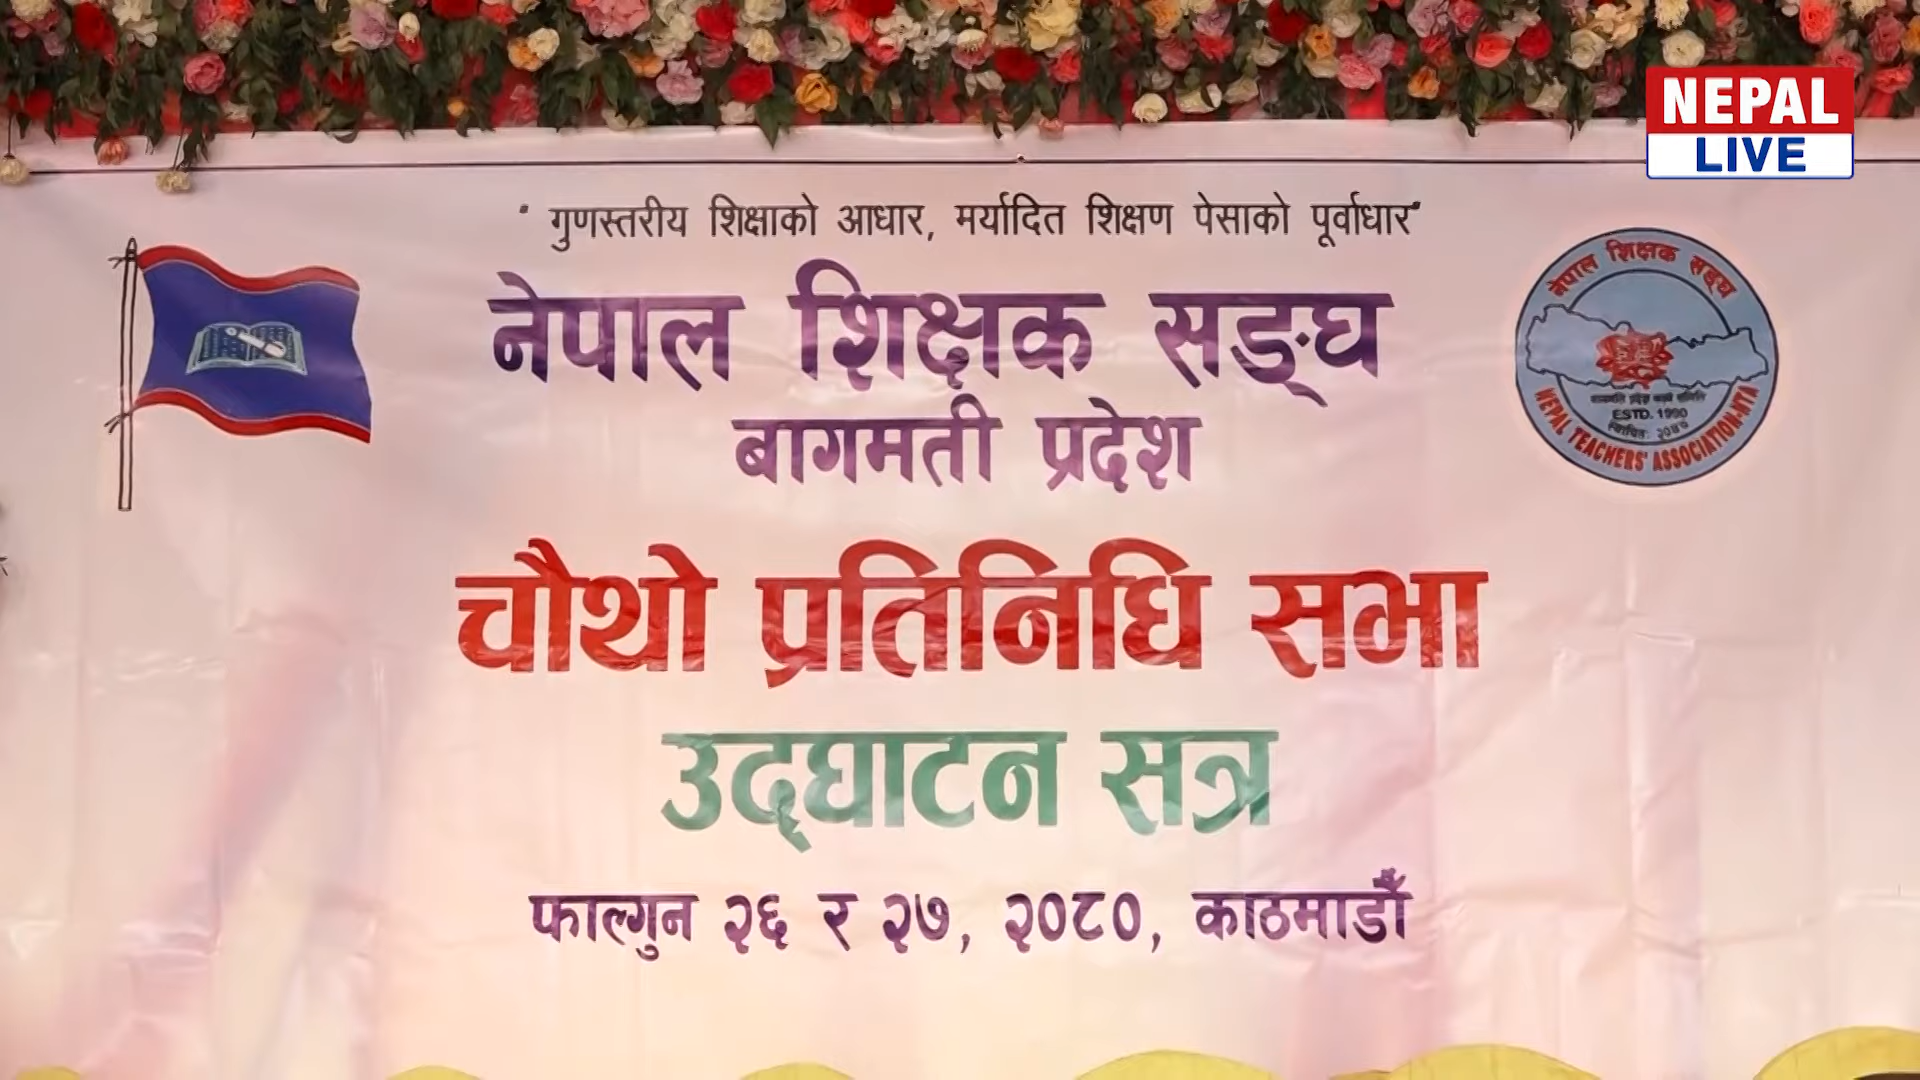 NEPAL
LIVE
" गुणस्तरीय शिक्षाको आधार, मर्यादित शिक्षण पेसाको पूर्वाधार"
नेपाल शिक्षक सङ्घ
बागमती प्रदेश
चौथो प्रतिनिधि सभा
उद्‌घाटन सत्र
फाल्गुन २६ र २७, २०८०, काठमाडौँ
नेपाल शिक्षक सङ्घ
ESTD. 1990
NEPAL TEACHERS' ASSOCIATION-NTA